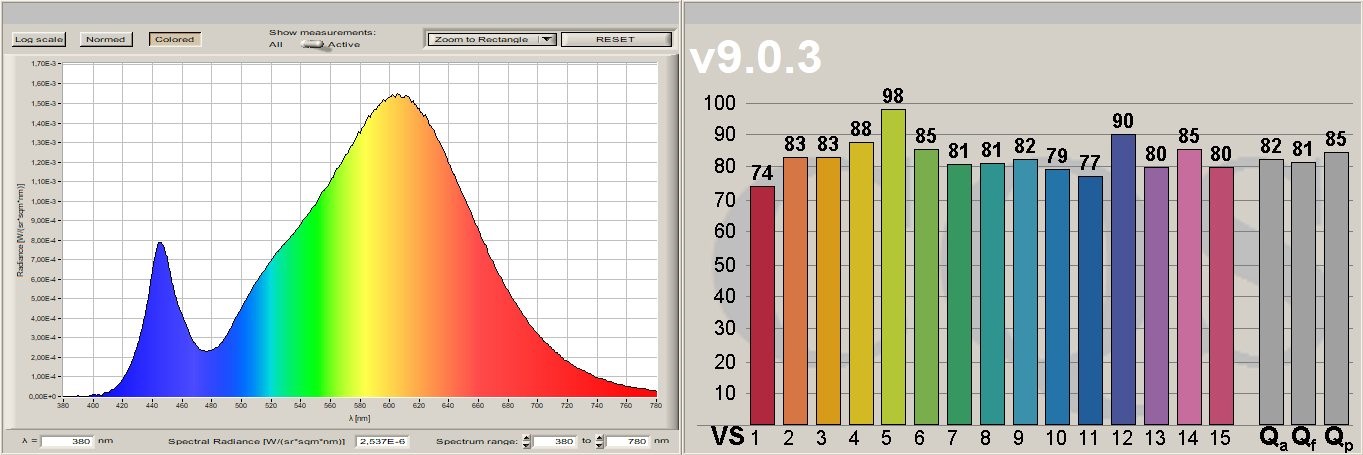 Log scale Normed Colored
Show measurements:
All Active
Zoom to Rectangle RESET
1,70E-3
1,60E-3
1,50E-3
1,40E-3
1,30E-3
1,20E-3
1,10E-3
1,00E-3
9,00E-4
8,00E-4
7,00E-4
6,00E-4
5,00E-4
4,00E-4
3,00E-4
2,00E-4
1,00E-4
0,00E+0
Radiance [W/(sr*sqm*nm)]
380 400 420 440 460 480 500 520 540 560 580 600 620 640 660 680 700 720 740 760 780
λ [nm]
λ = 380 nm Spectral Radiance [W/(sr*sqm*nm)] 2,537E-6 Spectrum range: 380 to 780 nm
v9.0.3
100
90
80
70
60
50
40
30
20
10
74 83 83 88 98 85 81 81 82 79 77 90 80 85 80 82 81 85
VS 1 2 3 4 5 6 7 8 9 10 11 12 13 14 15 Qa Qf Qp